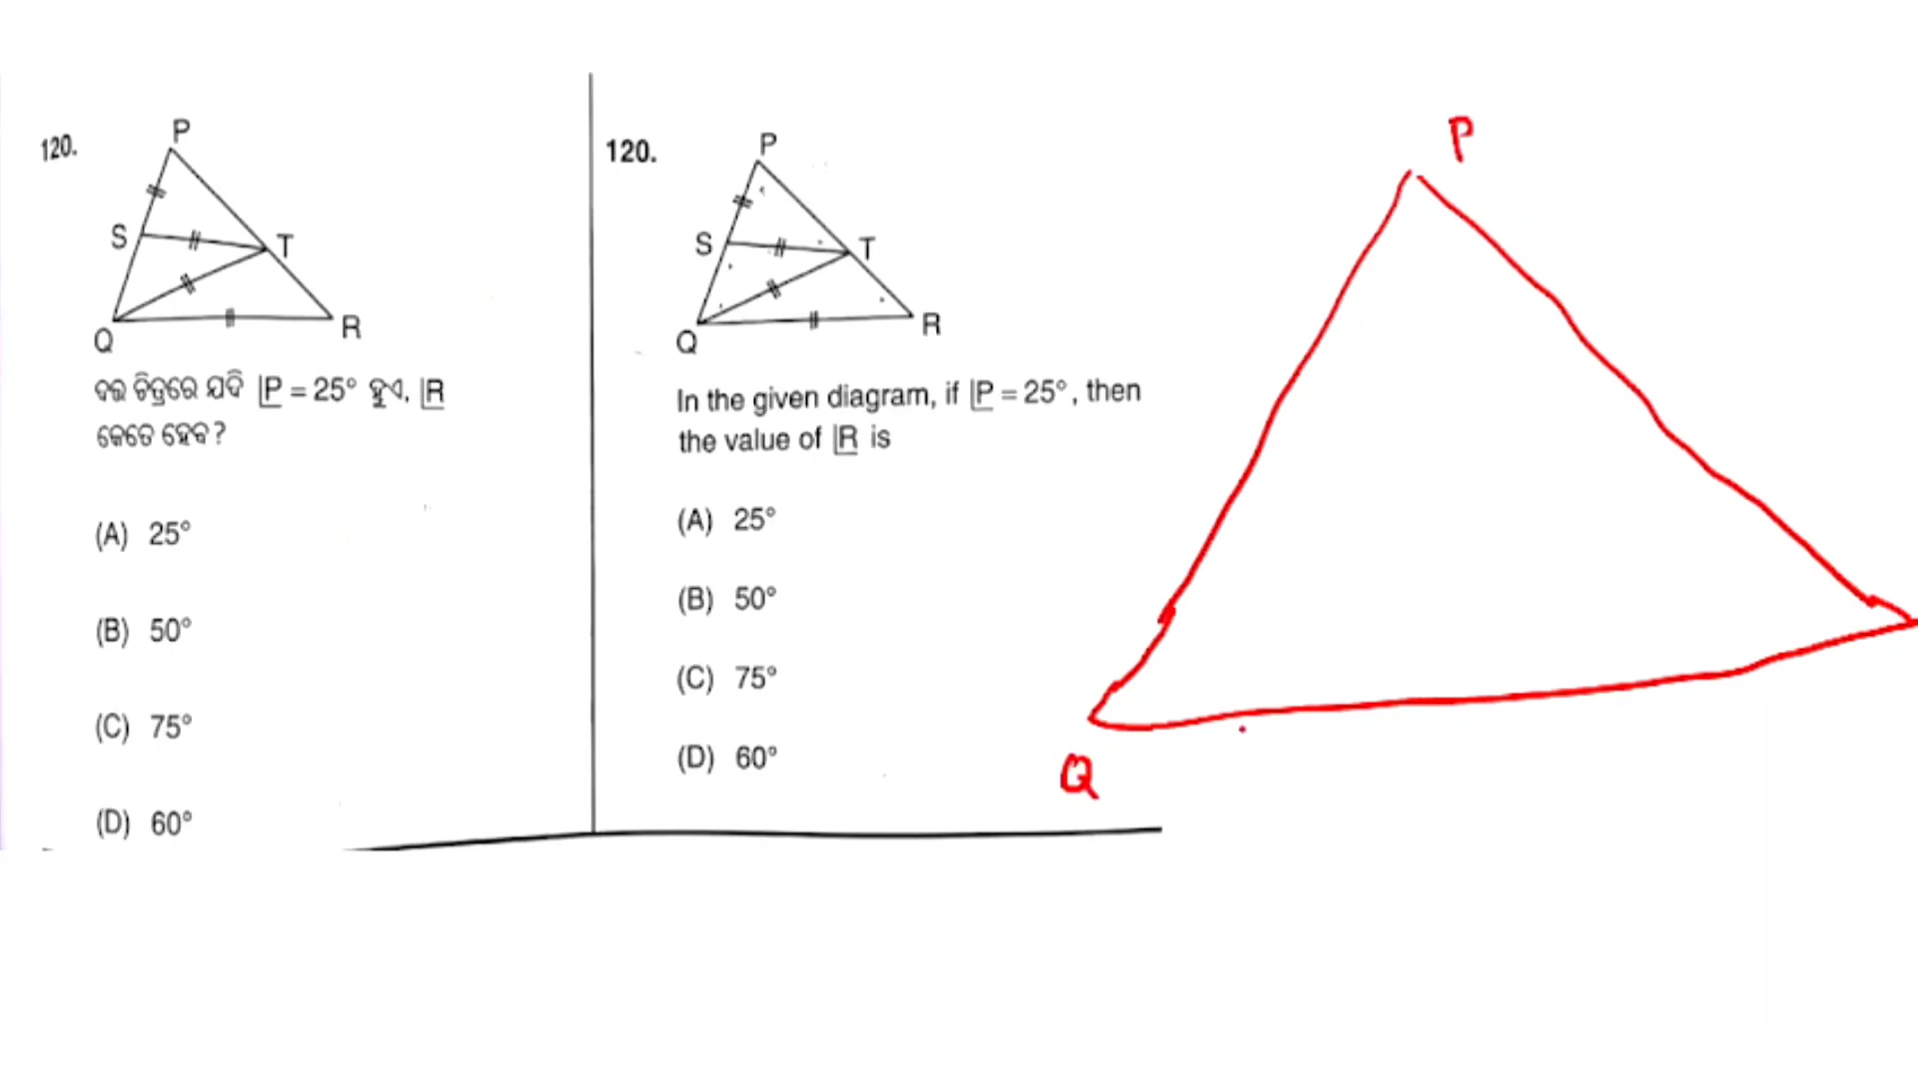 120.
P
S
T
Q
R
ଦତ୍ତ ଚିତ୍ରରେ ଯଦି ∠P = 25° ହୁଏ, ∠R
କେତେ ହେବ?
(A) 25°
(B) 50°
(C) 75°
(D) 60°
120.
P
S
T
Q
R
In the given diagram, if ∠P = 25°, then
the value of ∠R is
(A) 25°
(B) 50°
(C) 75°
(D) 60°
P
Q